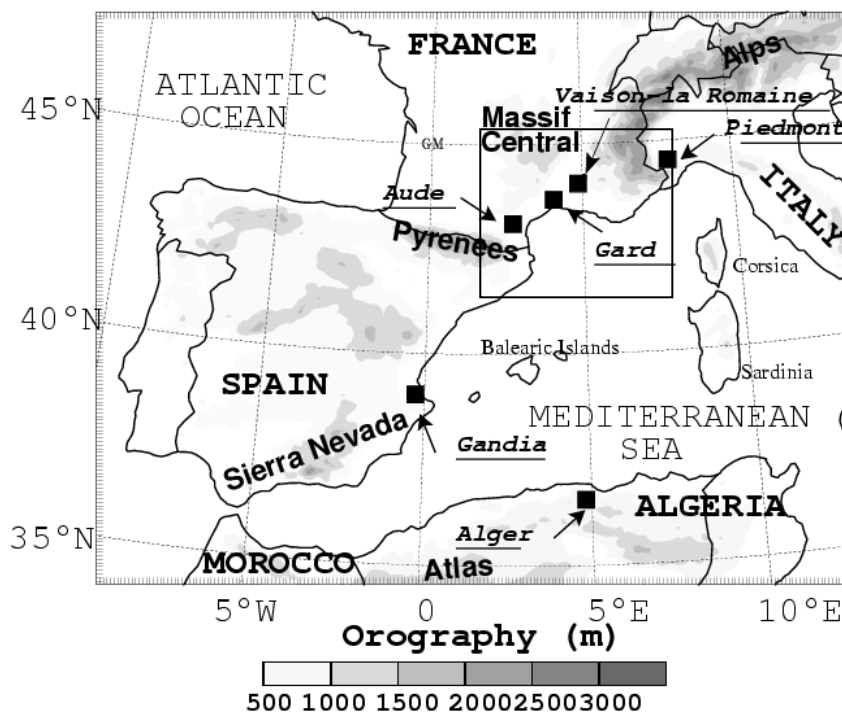 FRANCE
Alps
ATLANTIC
OCEAN
45°N
Vaison-la Romaine
Massif
Central
Piedmont
GM
Aude
ITALY
Pyrenees
Gard
Corsica
40°N
Balearic Islands
SPAIN
Sardinia
MEDITERRANEAN (
SEA
Sierra Nevada
Gandia
ALGERIA
35°N
Alger
MOROCCO
Atlas
5°W 0 5°E 10°E
Orography (m)
500 1000 1500 2000 2500 3000